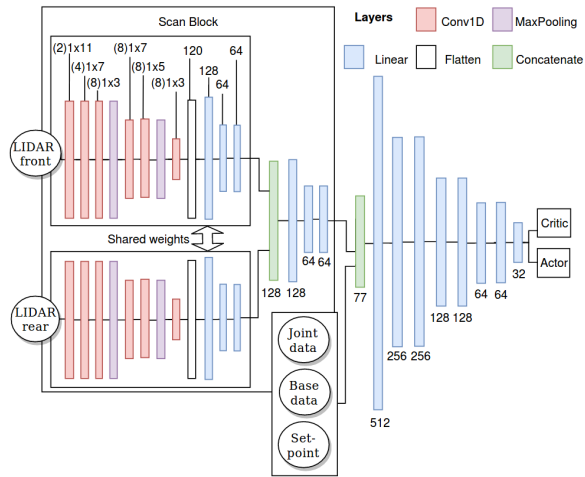 Scan Block
Layers
Conv1D
MaxPooling
Linear
Flatten
Concatenate
(2)1x11
(4)1x7
(8)1x3
(8)1x7
(8)1x5
(8)1x3
120
128
64
64
LIDAR
front
Shared weights
LIDAR
rear
128
128
64 64
77
512
256
256
128
128
64
64
32
Critic
Actor
Joint
data
Base
data
Set-
point